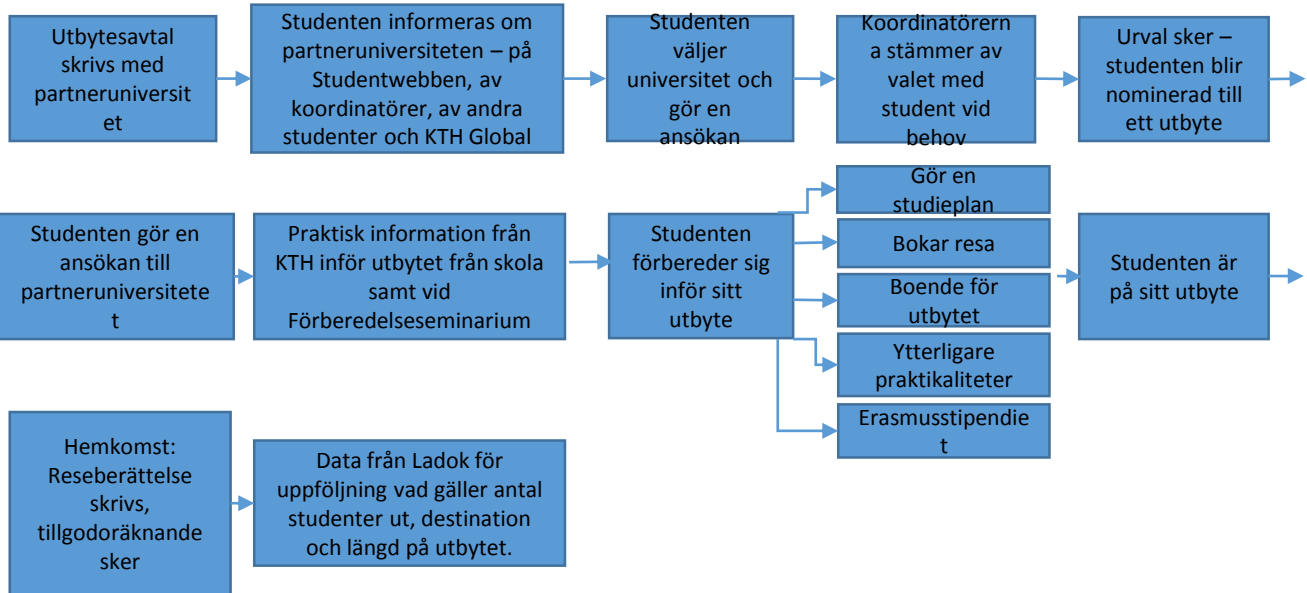 Utbytesavtal
skrivs med
partneruniversit
et
Studenten informeras om
partneruniversiteten – på
Studentwebben, av
koordinatörer, av andra
studenter och KTH Global
Studenten
väljer
universitet och
gör en
ansökan
Koordinatörern
a stämmer av
valet med
student vid
behov
Urval sker –
studenten blir
nominerad till
ett utbyte
Studenten gör en
ansökan till
partneruniversitete
t
Praktisk information från
KTH inför utbytet från skola
samt vid
Förberedelseseminarium
Studenten
förbereder sig
inför sitt
utbyte
Gör en
studieplan
Bokar resa
Boende för
utbytet
Ytterligare
praktikaliteter
Erasmusstipendie
t
Studenten är
på sitt utbyte
Hemkomst:
Reseberättelse
skrivs,
tillgodoräknande
sker
Data från Ladok för
uppföljning vad gäller antal
studenter ut, destination
och längd på utbytet.